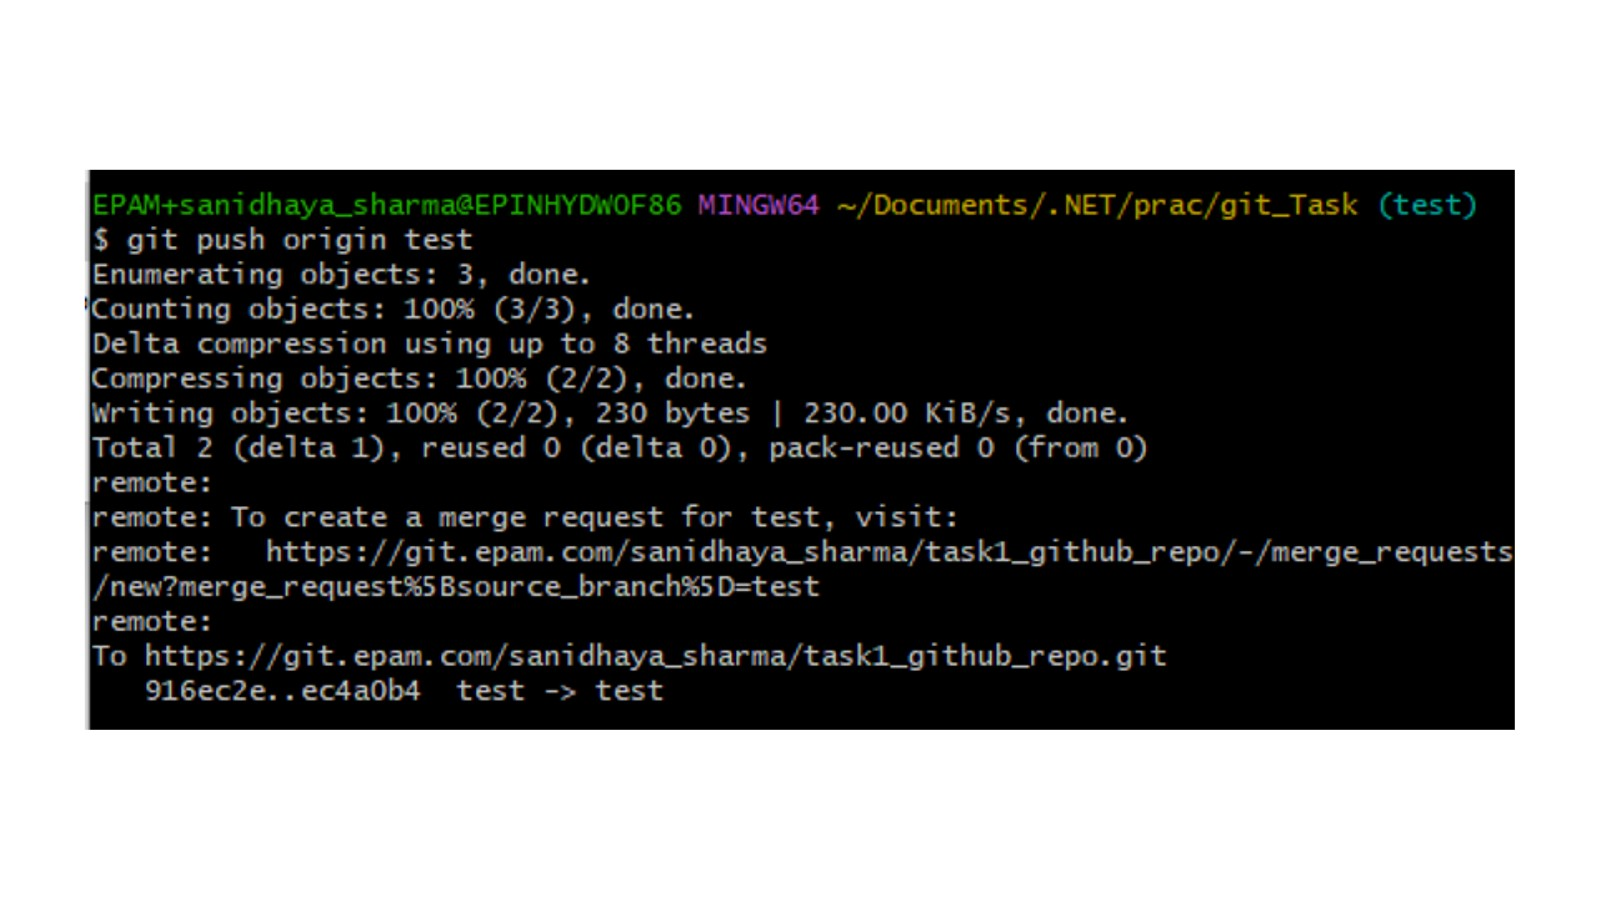 EPAM+sanidhaya_sharma@EPINHYDW0F86 MINGW64 ~/Documents/.NET/prac/git_Task (test)
$ git push origin test
Enumerating objects: 3, done.
Counting objects: 100% (3/3), done.
Delta compression using up to 8 threads
Compressing objects: 100% (2/2), done.
Writing objects: 100% (2/2), 230 bytes | 230.00 KiB/s, done.
Total 2 (delta 1), reused 0 (delta 0), pack-reused 0 (from 0)
remote:
remote: To create a merge request for test, visit:
remote:   https://git.epam.com/sanidhaya_sharma/task1_github_repo/-/merge_requests
/new?merge_request%5Bsource_branch%5D=test
remote:
To https://git.epam.com/sanidhaya_sharma/task1_github_repo.git
   916ec2e..ec4a0b4  test -> test